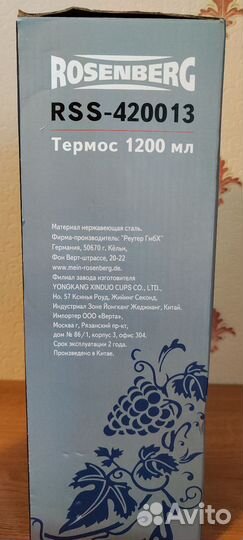 ROSENBERG
RSS-420013
Термос 1200 мл
Материал нержавеющая сталь.
Фирма-производитель: "Реутер ГмбХ"
Германия, 50670 г, Кёльн,
Фон Верт-штрассе, 20-22
www.mein-rosenberg.de.
Филиал завода изготовителя
YONGKANG XINDUO CUPS CO., LTD.
Но. 57 Ксинья Роуд, Жийинг Секонд,
Индустриал Зоне Йонгканг Жеджианг, Китай.
Импортер ООО «Верта»,
Москва г, Рязанский пр-кт,
дом № 86/1, корпус 3, офис 304.
Срок эксплуатации 2 года.
Произведено в Китае.
Avito